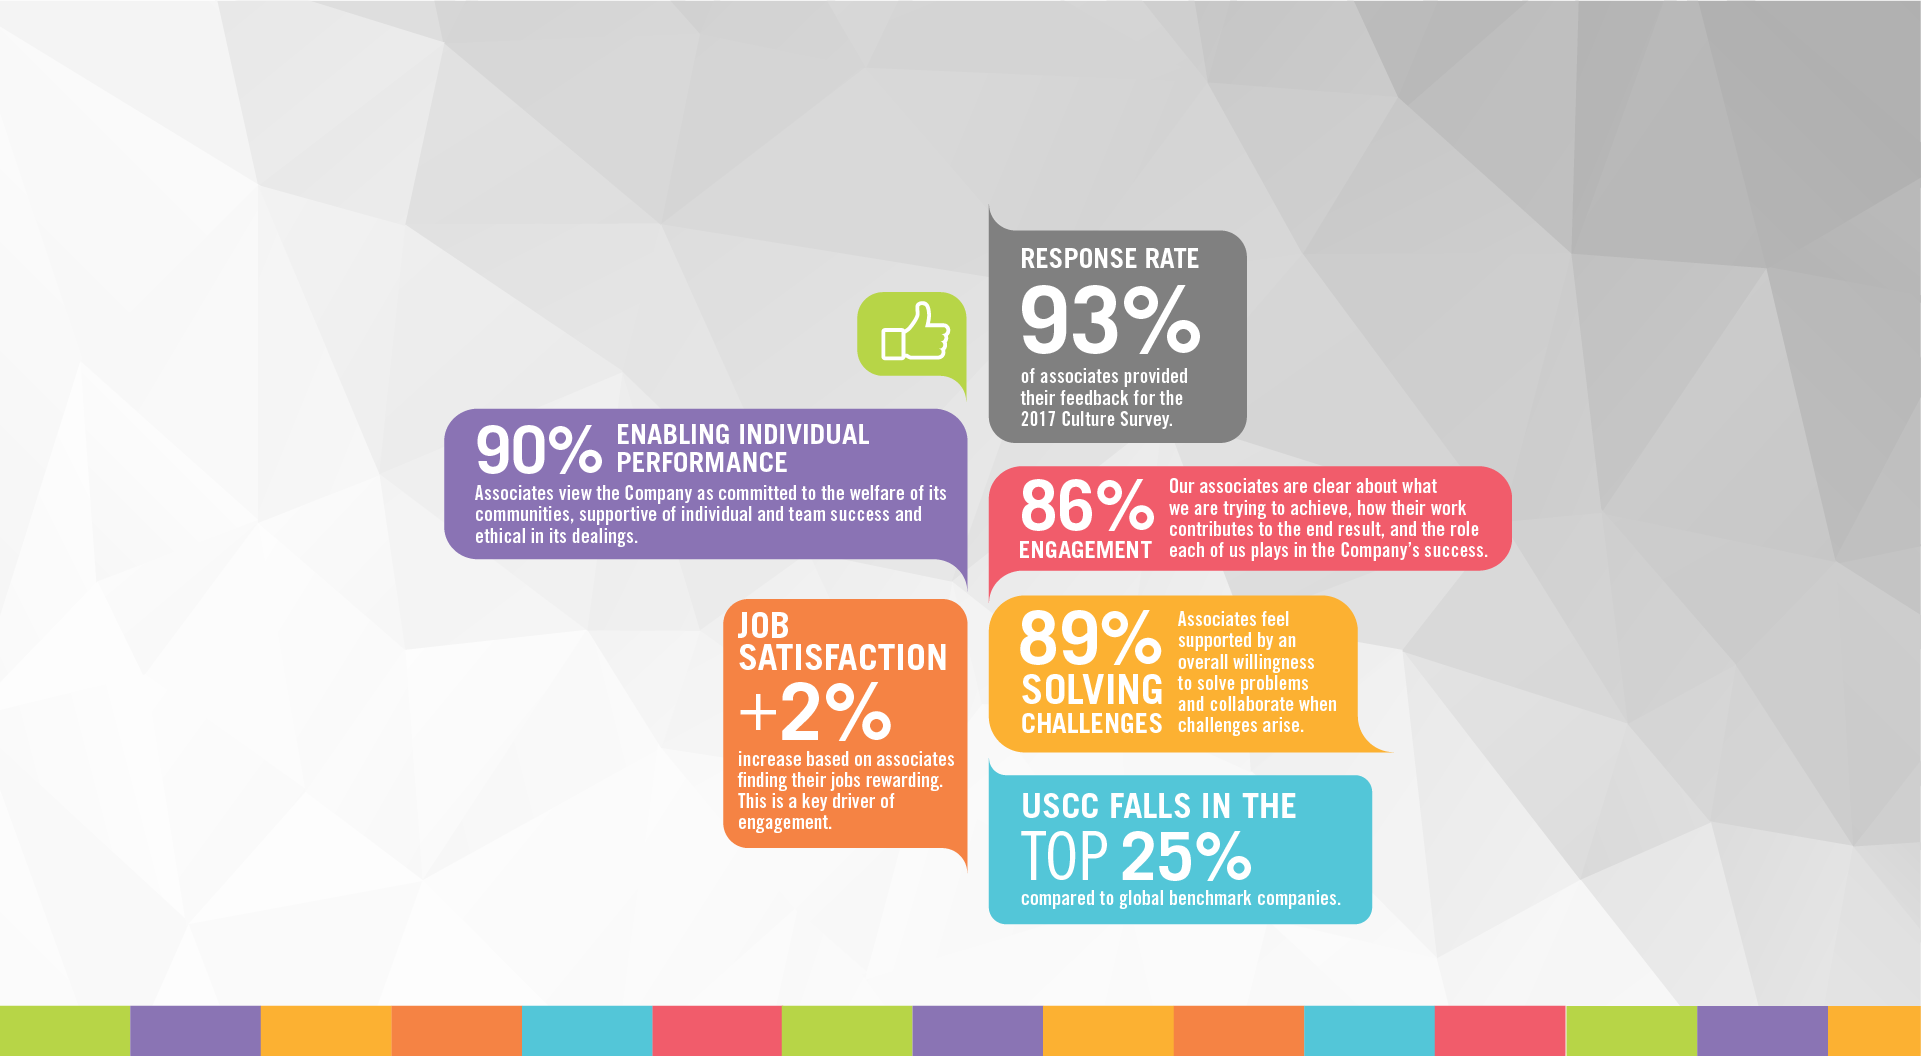 RESPONSE RATE
93%
of associates provided
their feedback for the
2017 Culture Survey.
90% ENABLING INDIVIDUAL
PERFORMANCE
Associates view the Company as committed to the welfare of its
communities, supportive of individual and team success and
ethical in its dealings.
86%
ENGAGEMENT
Our associates are clear about what
we are trying to achieve, how their work
contributes to the end result, and the role
each of us plays in the Company's success.
JOB
SATISFACTION
+2%
increase based on associates
finding their jobs rewarding.
This is a key driver of
engagement.
89%
SOLVING
CHALLENGES
Associates feel
supported by an
overall willingness
to solve problems
and collaborate when
challenges arise.
USCC FALLS IN THE
TOP 25%
compared to global benchmark companies.